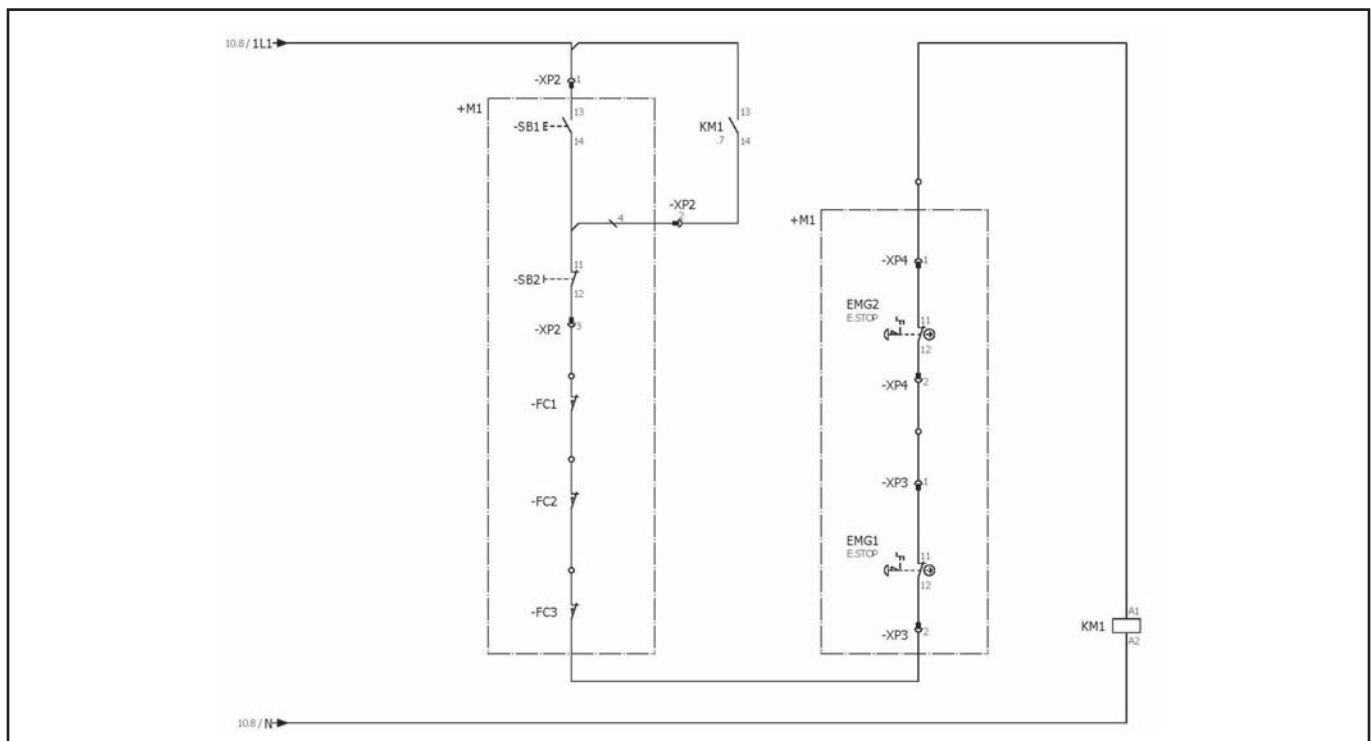 10.8 / 1L1
-XP2 1
+M1
13
-SB1
14
13
KM1
.7
14
-XP2
4
2
11
-SB2
12
-XP2 3
-FC1
-FC2
-FC3
+M1
-XP4 1
EMG2
E.STOP
11
12
-XP4 2
-XP3 1
EMG1
E.STOP
11
12
-XP3 2
A1
KM1
A2
10.8 / N